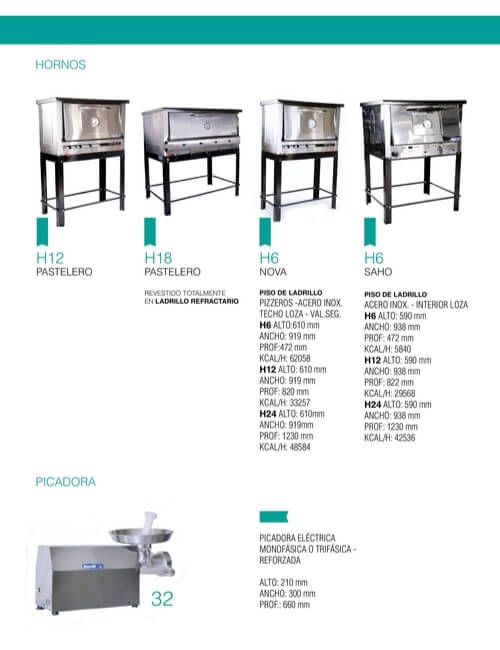 HORNOS
H12
PASTELERO
H18
PASTELERO
REVESTIDO TOTALMENTE
EN LADRILLO REFRACTARIO
H6
NOVA
PISO DE LADRILLO
PIZZEROS -ACERO INOX.
TECHO LOZA - VAL.SEG.
H6 ALTO:610 mm
ANCHO: 919 mm
PROF:472 mm
KCAL/H: 62058
H12 ALTO: 610 mm
ANCHO: 919 mm
PROF: 820 mm
KCAL/H: 33257
H24 ALTO: 610mm
ANCHO: 919mm
PROF: 1230 mm
KCAL/H: 48584
H6
SAHO
PISO DE LADRILLO
ACERO INOX. - INTERIOR LOZA
H6 ALTO: 590 mm
ANCHO: 938 mm
PROF: 472 mm
KCAL/H: 5840
H12 ALTO: 590 mm
ANCHO: 938 mm
PROF: 822 mm
KCAL/H: 29568
H24 ALTO: 590 mm
ANCHO: 938 mm
PROF: 1230 mm
KCAL/H: 42536
PICADORA
32
PICADORA ELÉCTRICA
MONOFÁSICA O TRIFÁSICA -
REFORZADA
ALTO: 210 mm
ANCHO: 300 mm
PROF.: 660 mm